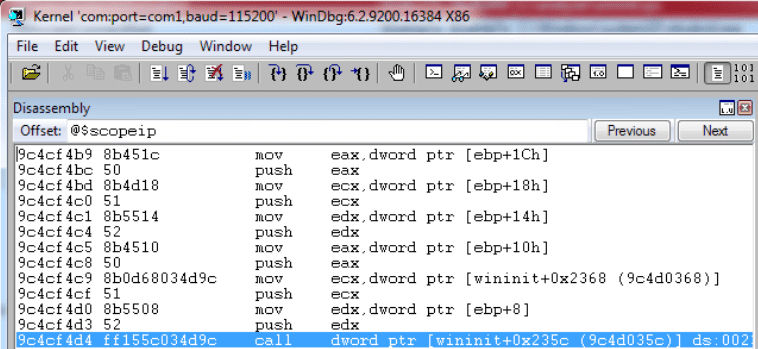 Kernel 'com:port=com1,baud=115200' - WinDbg:6.2.9200.16384 X86
File Edit View Debug Window Help
Disassembly
Offset: @$scopeip Previous Next
9c4cf4b9 8b451c mov eax,dword ptr [ebp+1Ch]
9c4cf4bc 50 push eax
9c4cf4bd 8b4d18 mov ecx,dword ptr [ebp+18h]
9c4cf4c0 51 push ecx
9c4cf4c1 8b5514 mov edx,dword ptr [ebp+14h]
9c4cf4c4 52 push edx
9c4cf4c5 8b4510 mov eax,dword ptr [ebp+10h]
9c4cf4c8 50 push eax
9c4cf4c9 8b0d68034d9c mov ecx,dword ptr [wininit+0x2368 (9c4d0368)]
9c4cf4cf 51 push ecx
9c4cf4d0 8b5508 mov edx,dword ptr [ebp+8]
9c4cf4d3 52 push edx
9c4cf4d4 ff155c034d9c call dword ptr [wininit+0x235c (9c4d035c)] ds:002